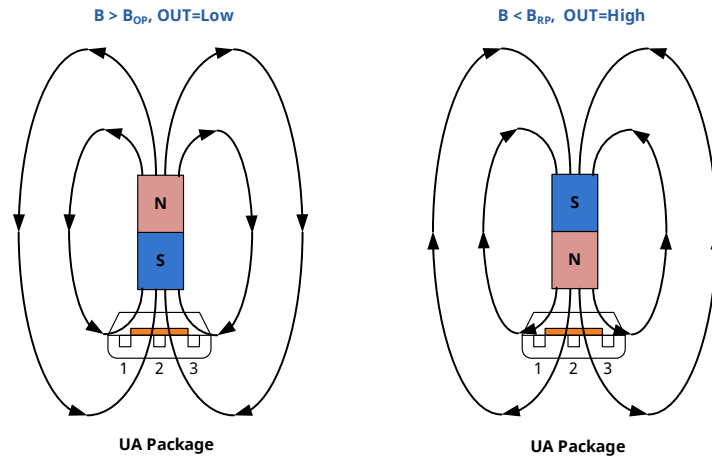 B > BOP, OUT=Low
B < BRP, OUT=High
N
S
S
N
1 2 3
1 2 3
UA Package
UA Package